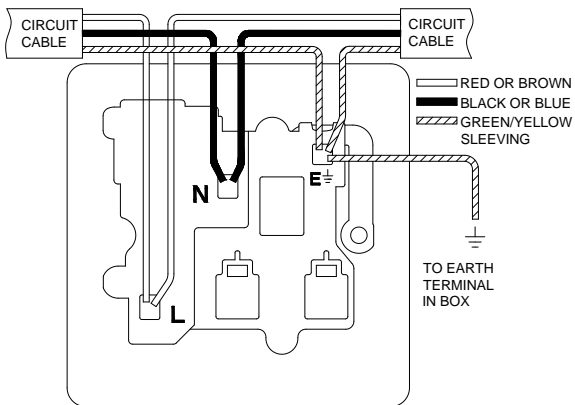 CIRCUIT
CABLE
CIRCUIT
CABLE
RED OR BROWN
BLACK OR BLUE
GREEN/YELLOW
SLEEVING
N
E
L
TO EARTH
TERMINAL
IN BOX